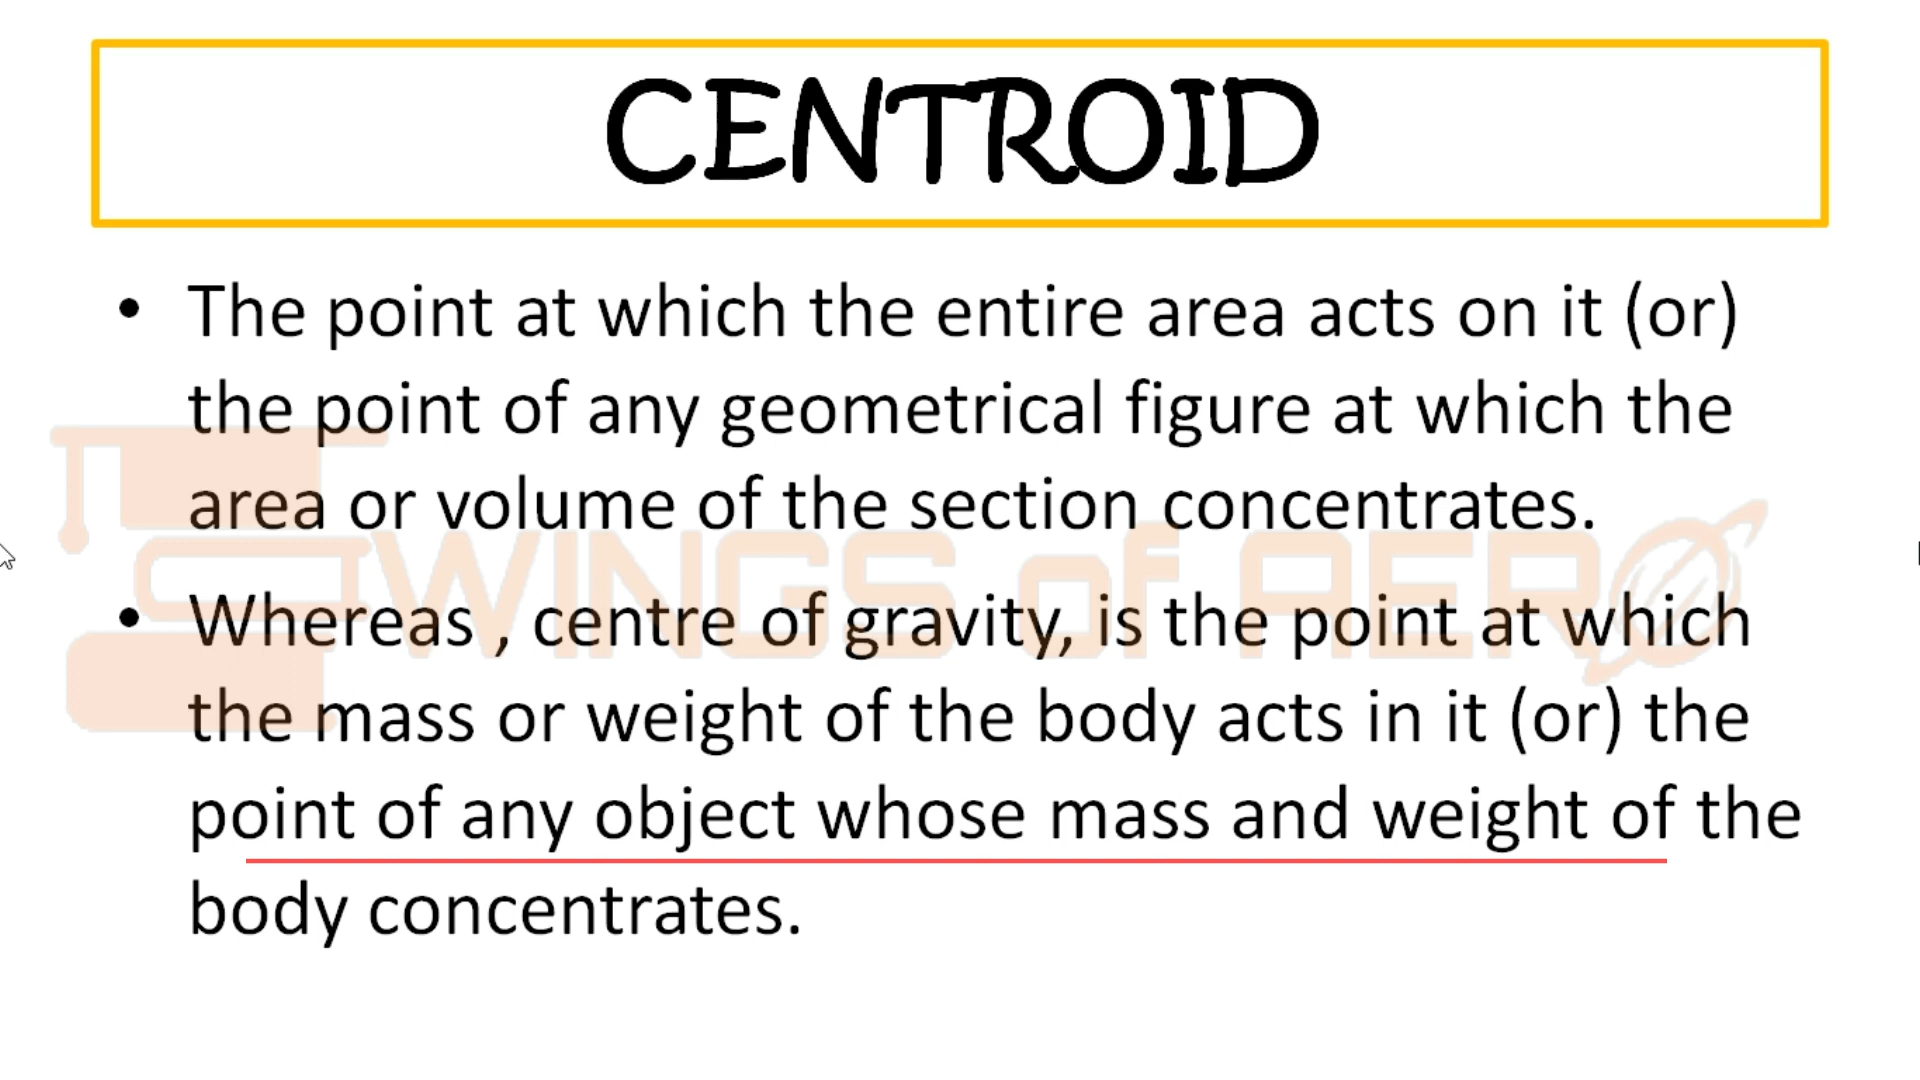 CENTROID
• The point at which the entire area acts on it (or)
the point of any geometrical figure at which the
area or volume of the section concentrates.
WINGS of AERO
• Whereas , centre of gravity, is the point at which
the mass or weight of the body acts in it (or) the
point of any object whose mass and weight of the
body concentrates.